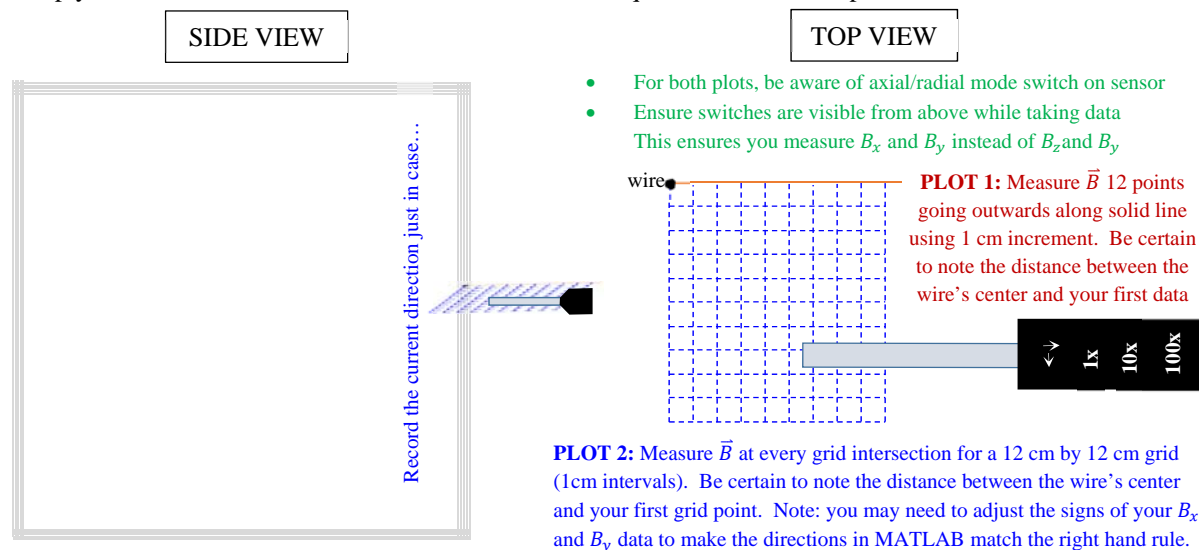 SIDE VIEW
Record the current direction just in case…
TOP VIEW
• For both plots, be aware of axial/radial mode switch on sensor
• Ensure switches are visible from above while taking data
This ensures you measure Bₓ and Bᵧ instead of B_z and Bᵧ
wire
PLOT 1: Measure B⃗ 12 points
going outwards along solid line
using 1 cm increment. Be certain
to note the distance between the
wire’s center and your first data
1x
10x
100x
PLOT 2: Measure B⃗ at every grid intersection for a 12 cm by 12 cm grid
(1cm intervals). Be certain to note the distance between the wire’s center
and your first grid point. Note: you may need to adjust the signs of your Bₓ
and Bᵧ data to make the directions in MATLAB match the right hand rule.